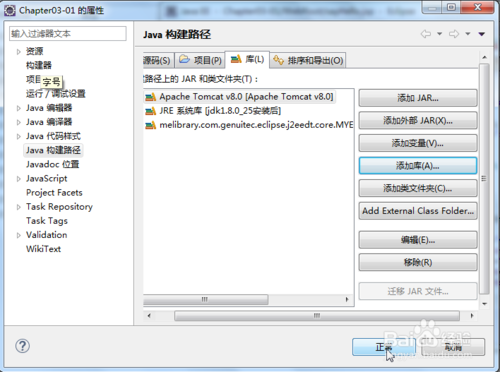 Chapter03-01 的属性
输入过滤器文本
资源
构建器
项目
字号
运行 / 调试设置
Java 编辑器
Java 编译器
Java 代码样式
Java 构建路径
Javadoc 位置
JavaScript
Project Facets
Task Repository
Task Tags
Validation
WikiText
Java 构建路径
源码(S)
项目(P)
库(L)
排序和导出(O)
路径上的 JAR 和类文件夹(T)：
Apache Tomcat v8.0 [Apache Tomcat v8.0]
JRE 系统库 [jdk1.8.0_25安装后]
melibrary.com.genuitec.eclipse.j2eedt.core.MYE
添加 JAR...
添加外部 JAR(X)...
添加变量(V)...
添加库(A)...
添加类文件夹(C)...
Add External Class Folder...
编辑(E)...
移除(R)
迁移 JAR 文件...
正常
取消
Baidu 经验